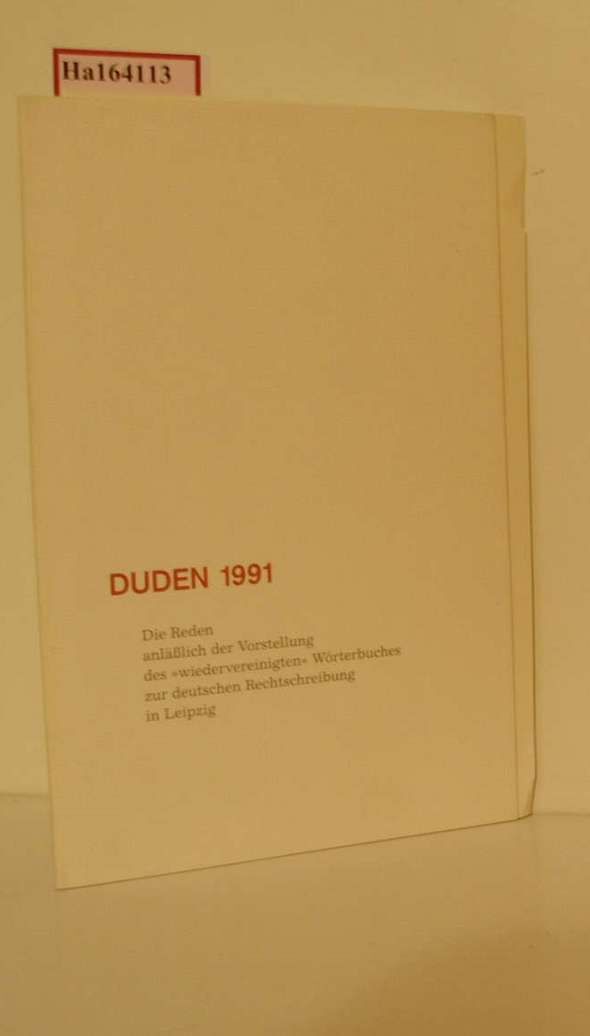 Ha164113
DUDEN 1991
Die Reden
anläßlich der Vorstellung
des »wiedervereinigten« Wörterbuches
zur deutschen Rechtschreibung
in Leipzig